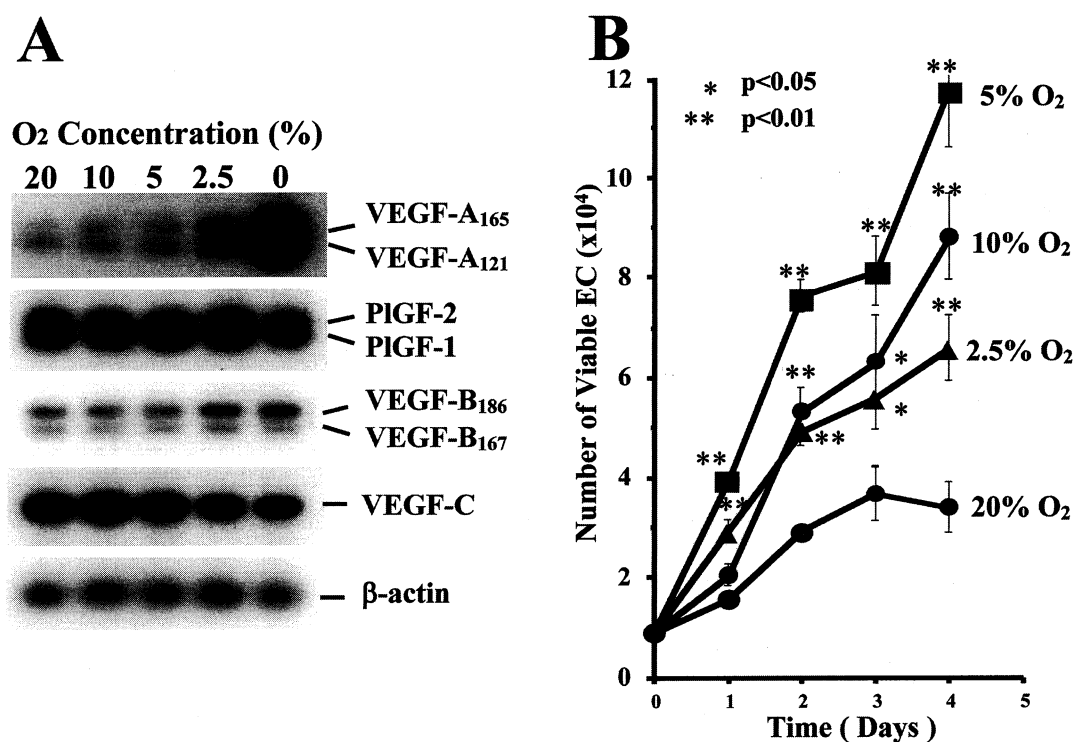 A
O₂ Concentration (%)
20 10 5 2.5 0
VEGF-A₁₆₅
VEGF-A₁₂₁
PlGF-2
PlGF-1
VEGF-B₁₈₆
VEGF-B₁₆₇
VEGF-C
β-actin
B
* p<0.05
** p<0.01
Number of Viable EC (x10⁴)
12
10
8
6
4
2
0
0 1 2 3 4 5
Time ( Days )
** 5% O₂
** 10% O₂
** 2.5% O₂
20% O₂
**
**
**
*
*
**
**
**